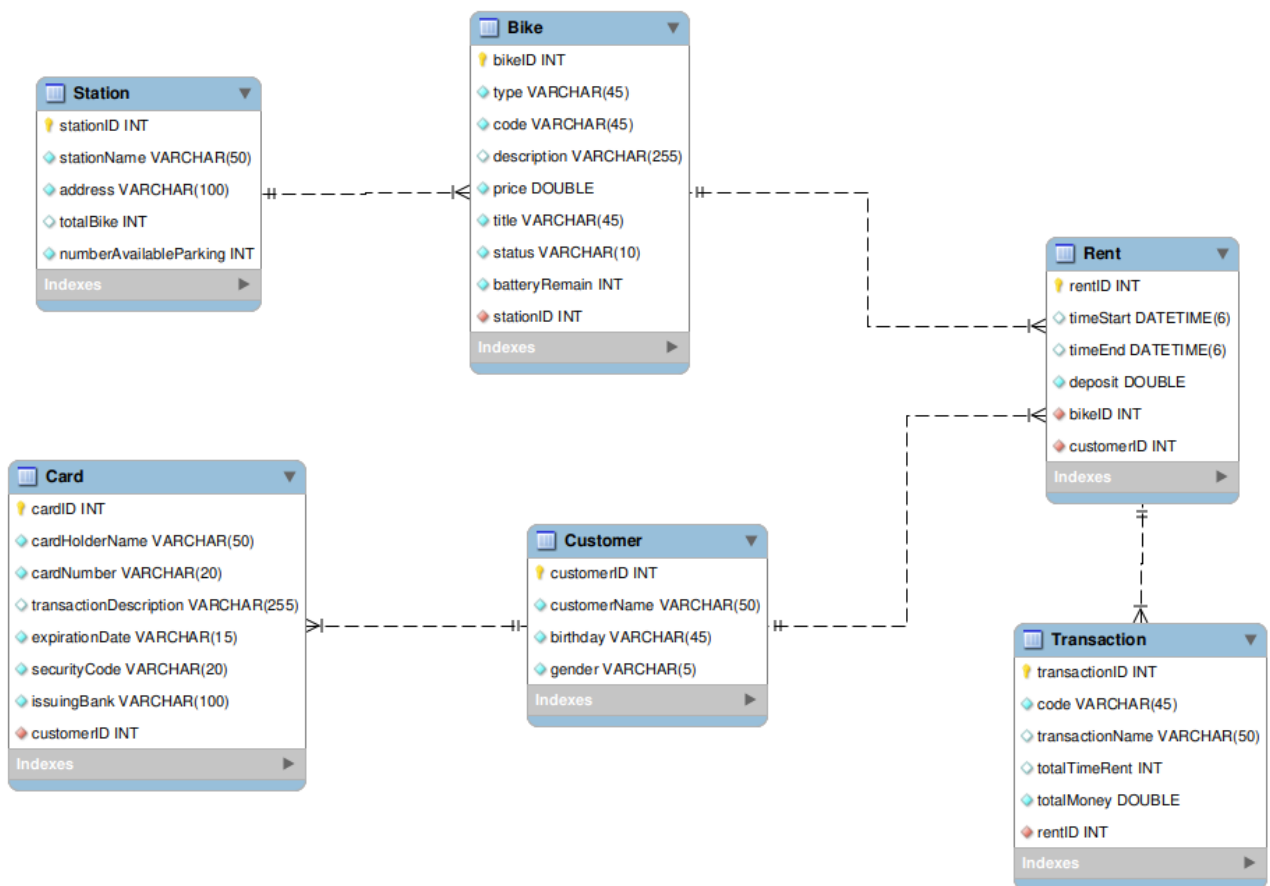 Station
stationID INT
stationName VARCHAR(50)
address VARCHAR(100)
totalBike INT
numberAvailableParking INT
Indexes
Bike
bikeID INT
type VARCHAR(45)
code VARCHAR(45)
description VARCHAR(255)
price DOUBLE
title VARCHAR(45)
status VARCHAR(10)
batteryRemain INT
stationID INT
Indexes
Rent
rentID INT
timeStart DATETIME(6)
timeEnd DATETIME(6)
deposit DOUBLE
bikeID INT
customerID INT
Indexes
Card
cardID INT
cardHolderName VARCHAR(50)
cardNumber VARCHAR(20)
transactionDescription VARCHAR(255)
expirationDate VARCHAR(15)
securityCode VARCHAR(20)
issuingBank VARCHAR(100)
customerID INT
Indexes
Customer
customerID INT
customerName VARCHAR(50)
birthday VARCHAR(45)
gender VARCHAR(5)
Indexes
Transaction
transactionID INT
code VARCHAR(45)
transactionName VARCHAR(50)
totalTimeRent INT
totalMoney DOUBLE
rentID INT
Indexes